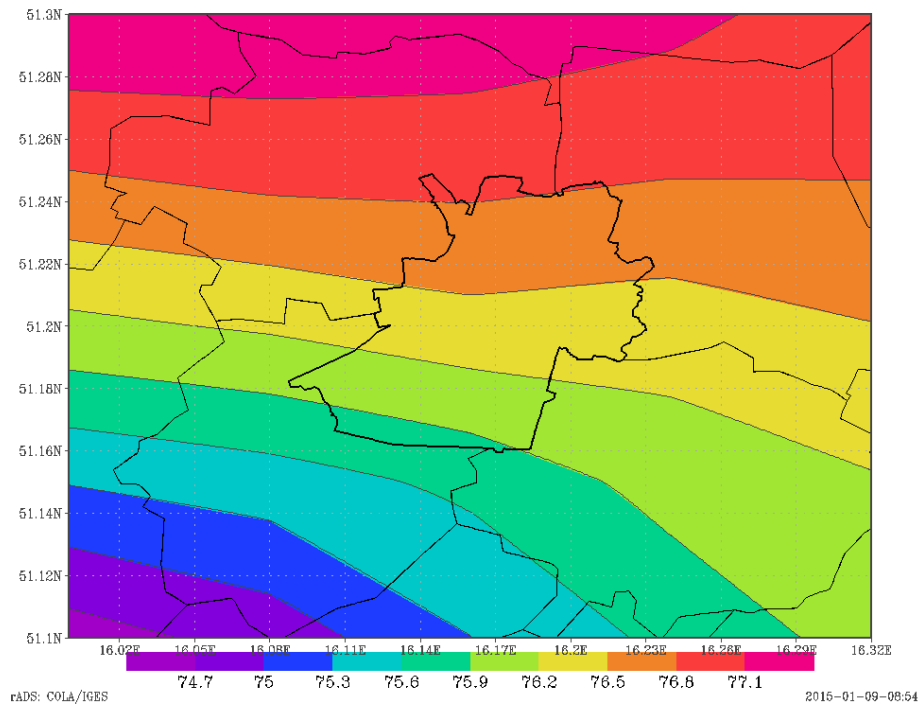 51.3N
51.28N
51.26N
51.24N
51.22N
51.2N
51.18N
51.16N
51.14N
51.12N
51.1N
16.02E 16.05E 16.08E 16.11E 16.14E 16.17E 16.2E 16.23E 16.26E 16.29E 16.32E
74.7 75 75.3 75.6 75.9 76.2 76.5 76.8 77.1
rADS: COLA/IGES 2015-01-09-08:54